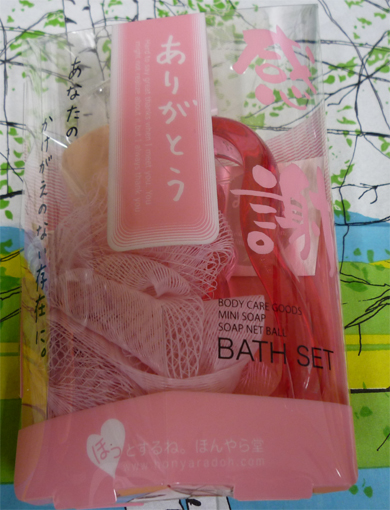 感謝
ありがとう
あなたの
かけがえのない存在に。
BODY CARE GOODS
MINI SOAP
SOAP NET BALL
BATH SET
ほっとするね。ほんやら堂
www.honyaradoh.com